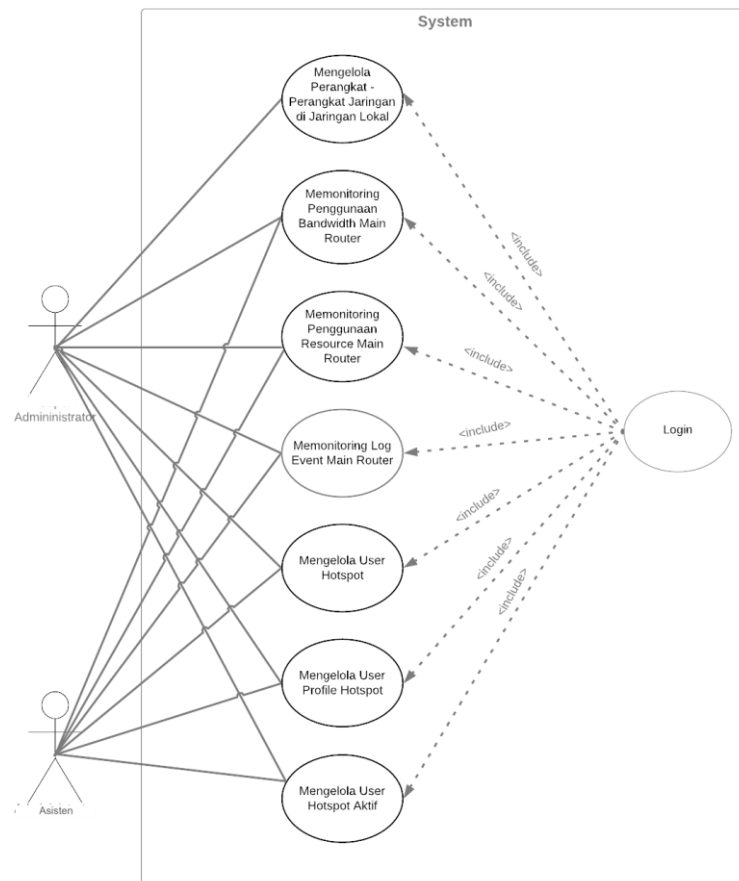 System
Mengelola
Perangkat -
Perangkat Jaringan
di Jaringan Lokal
Memonitoring
Penggunaan
Bandwidth Main
Router
Memonitoring
Penggunaan
Resource Main
Router
Memonitoring Log
Event Main Router
Mengelola User
Hotspot
Mengelola User
Profile Hotspot
Mengelola User
Hotspot Aktif
Admininistrator
Asisten
<include>
<include>
<include>
<include>
<include>
<include>
<include>
Login